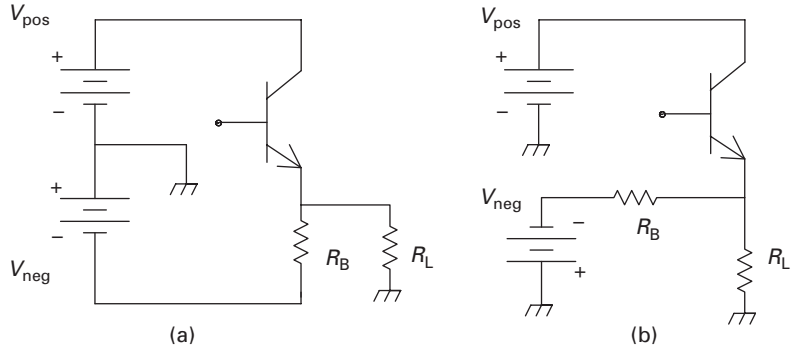 V_pos
+
−
+
−
V_neg
R_B
R_L
(a)
V_pos
+
−
V_neg
−
+
R_B
R_L
(b)